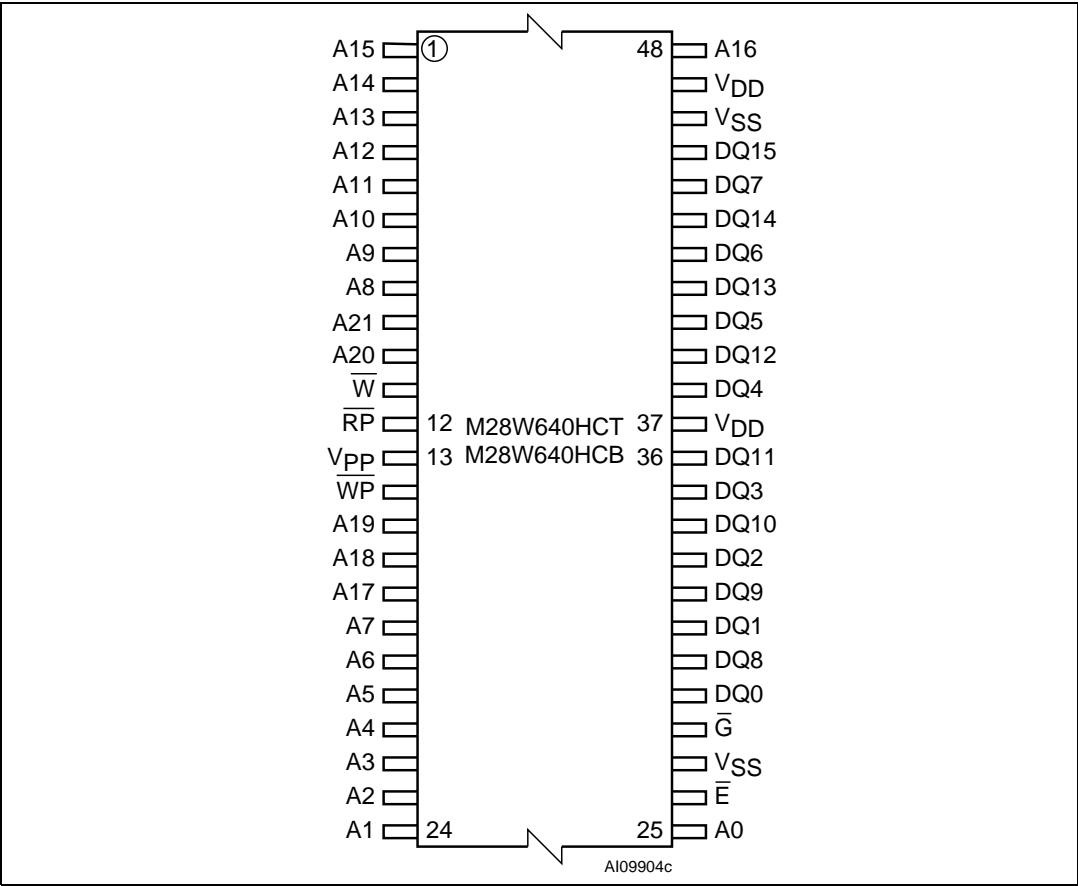 A15 ① 48 A16
A14 VDD
A13 VSS
A12 DQ15
A11 DQ7
A10 DQ14
A9 DQ6
A8 DQ13
A21 DQ5
A20 DQ12
W̅ DQ4
R̅P̅ 12 M28W640HCT 37 VDD
VPP 13 M28W640HCB 36 DQ11
W̅P̅ DQ3
A19 DQ10
A18 DQ2
A17 DQ9
A7 DQ1
A6 DQ8
A5 DQ0
A4 G̅
A3 VSS
A2 E̅
A1 24 25 A0
AI09904c